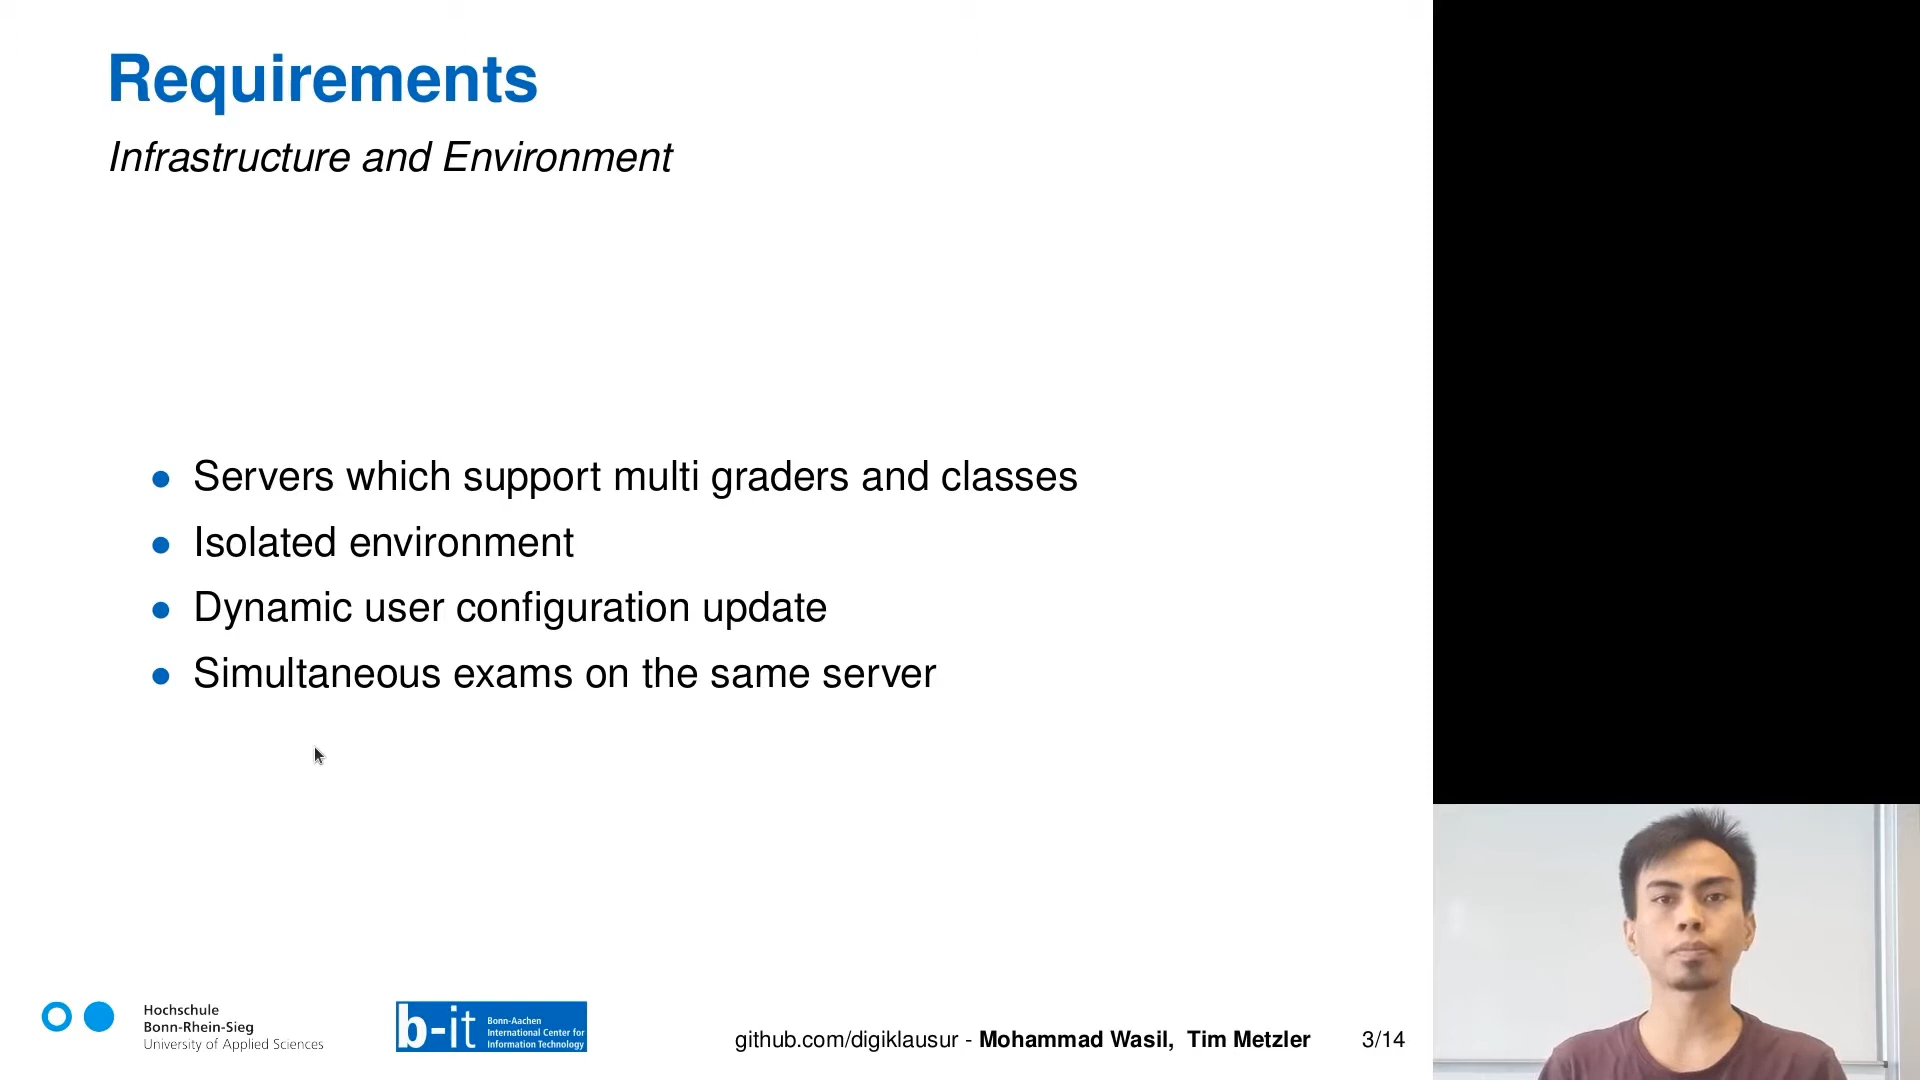 Requirements
Infrastructure and Environment
Servers which support multi graders and classes
Isolated environment
Dynamic user configuration update
Simultaneous exams on the same server
Hochschule
Bonn-Rhein-Sieg
University of Applied Sciences
b-it
Bonn-Aachen
International Center for
Information Technology
github.com/digiklausur - Mohammad Wasil, Tim Metzler 3/14